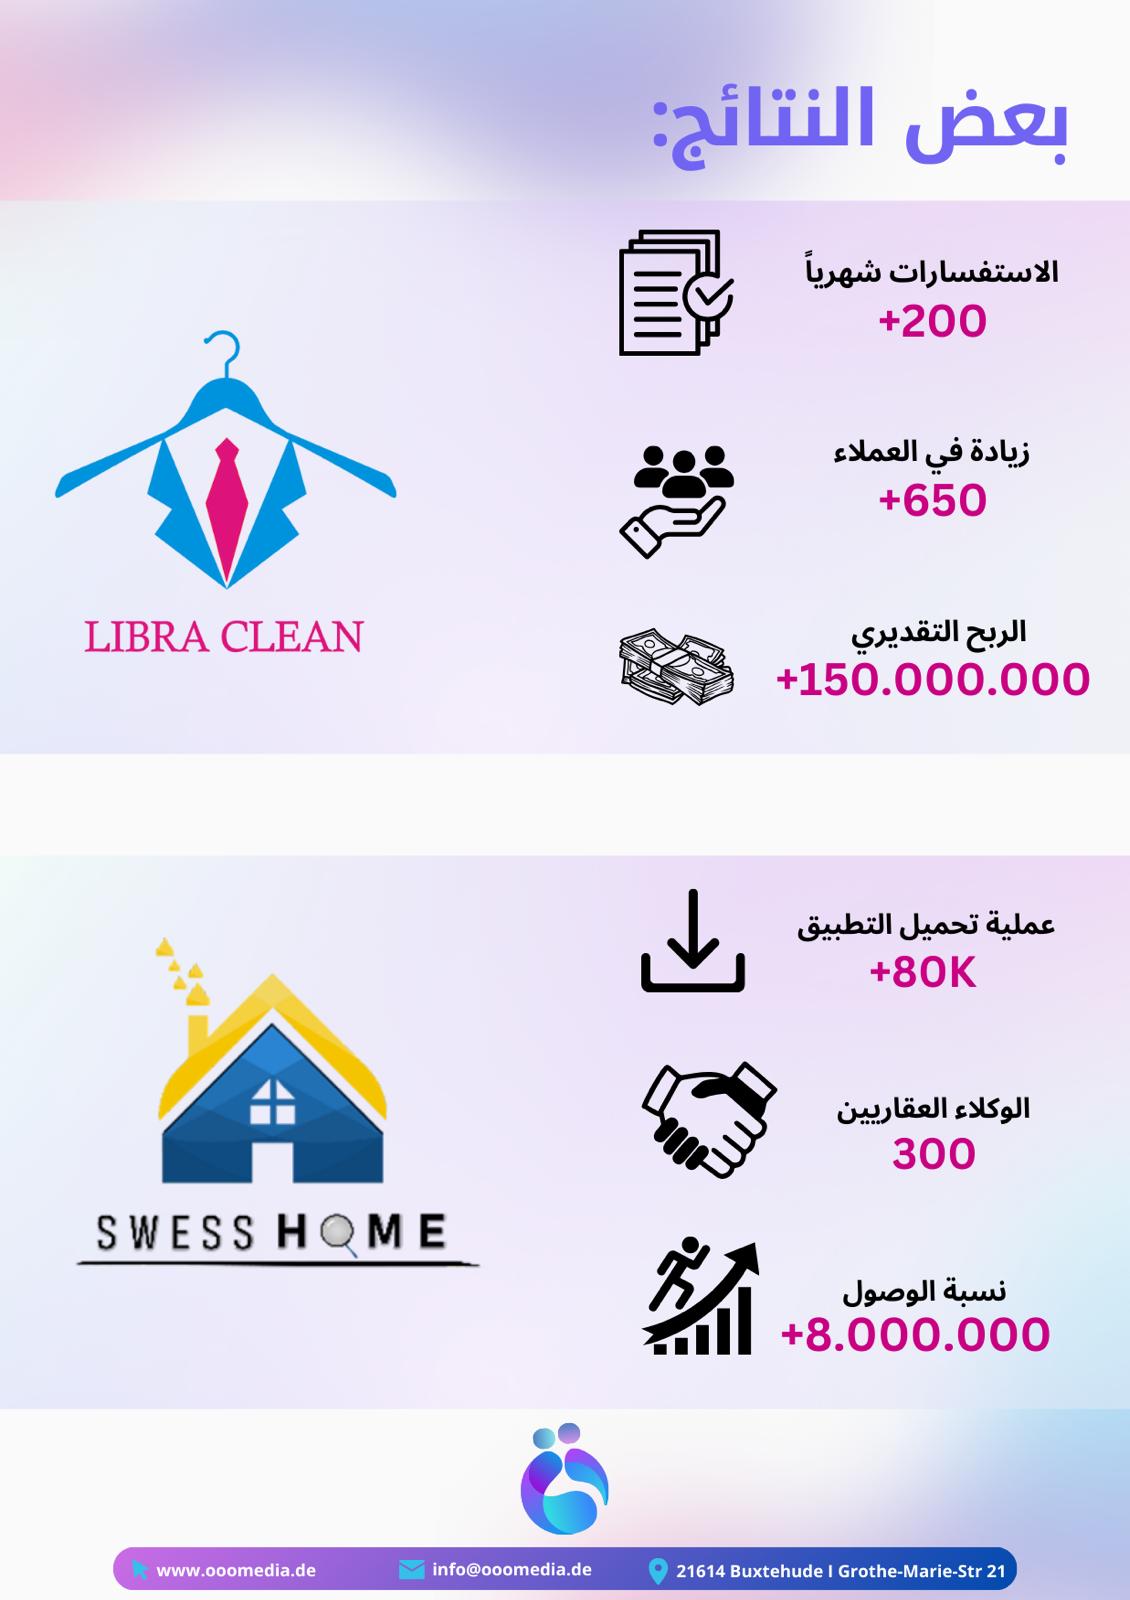 بعض النتائج:
الاستفسارات شهرياً
+200
زيادة في العملاء
+650
الربح التقديري
+150.000.000
LIBRA CLEAN
عملية تحميل التطبيق
+80K
الوكلاء العقاريين
300
نسبة الوصول
+8.000.000
SWESS HOME
www.ooomedia.de
info@ooomedia.de
21614 Buxtehude I Grothe-Marie-Str 21